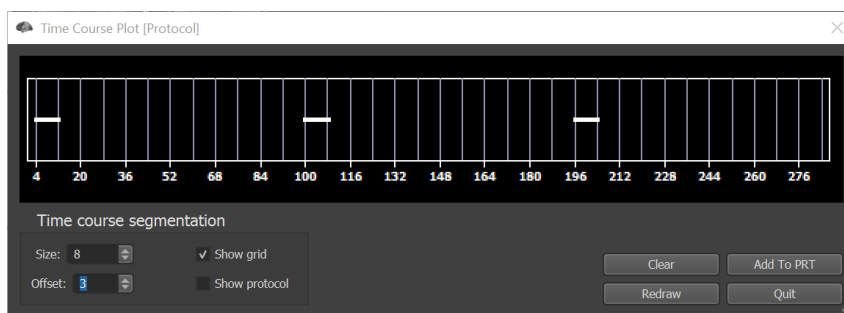 Time Course Plot [Protocol]
4 20 36 52 68 84 100 116 132 148 164 180 196 212 228 244 260 276
Time course segmentation
Size: 8 Show grid
Offset: 3 Show protocol
Clear Add To PRT
Redraw Quit